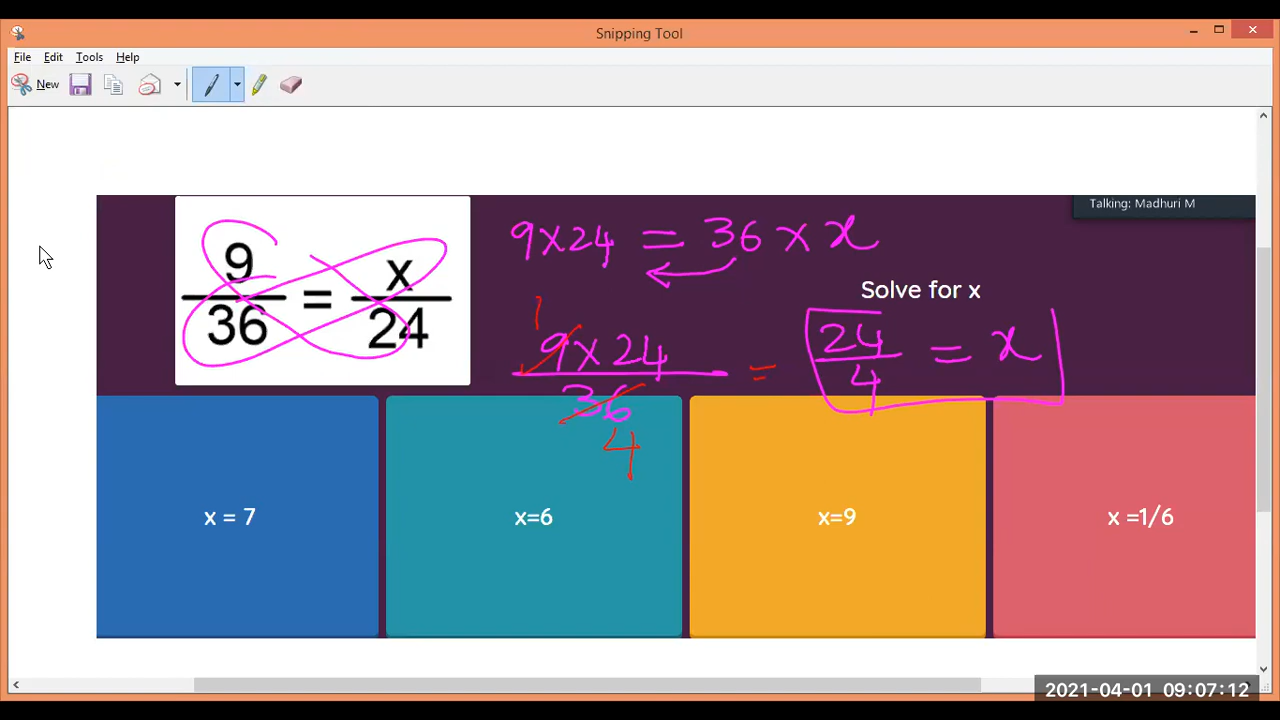 Snipping Tool
File Edit Tools Help
New
Talking: Madhuri M
9/36 = x/24
9x24 = 36 x x
Solve for x
1
9x24/36 = 24/4 = x
4
x = 7
x=6
x=9
x =1/6
2021-04-01 09:07:12